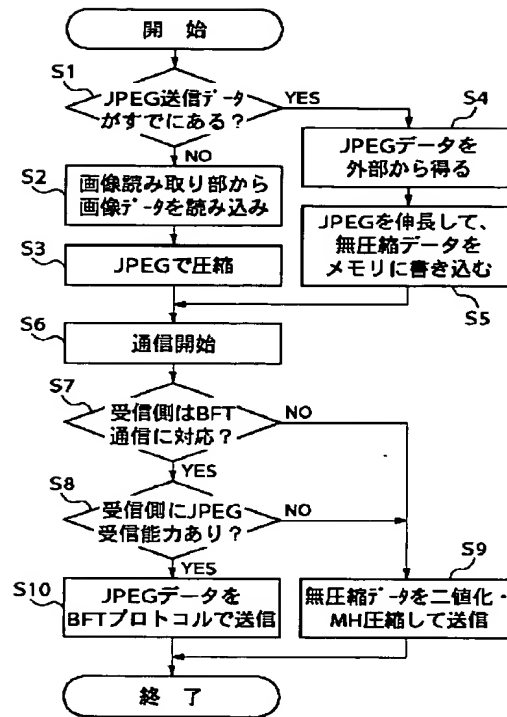 開 始
S1
JPEG送信データ
がすでにある?
YES
S4
JPEGデータを
外部から得る
NO
S2
画像読み取り部から
画像データを読み込み
JPEGを伸長して、
無圧縮データを
メモリに書き込む
S3
JPEGで圧縮
S5
S6
通信開始
S7
受信側はBFT
通信に対応?
NO
YES
S8
受信側にJPEG
受信能力あり?
NO
YES
S9
S10
JPEGデータを
BFTプロトコルで送信
無圧縮データを二値化・
MH圧縮して送信
終 了